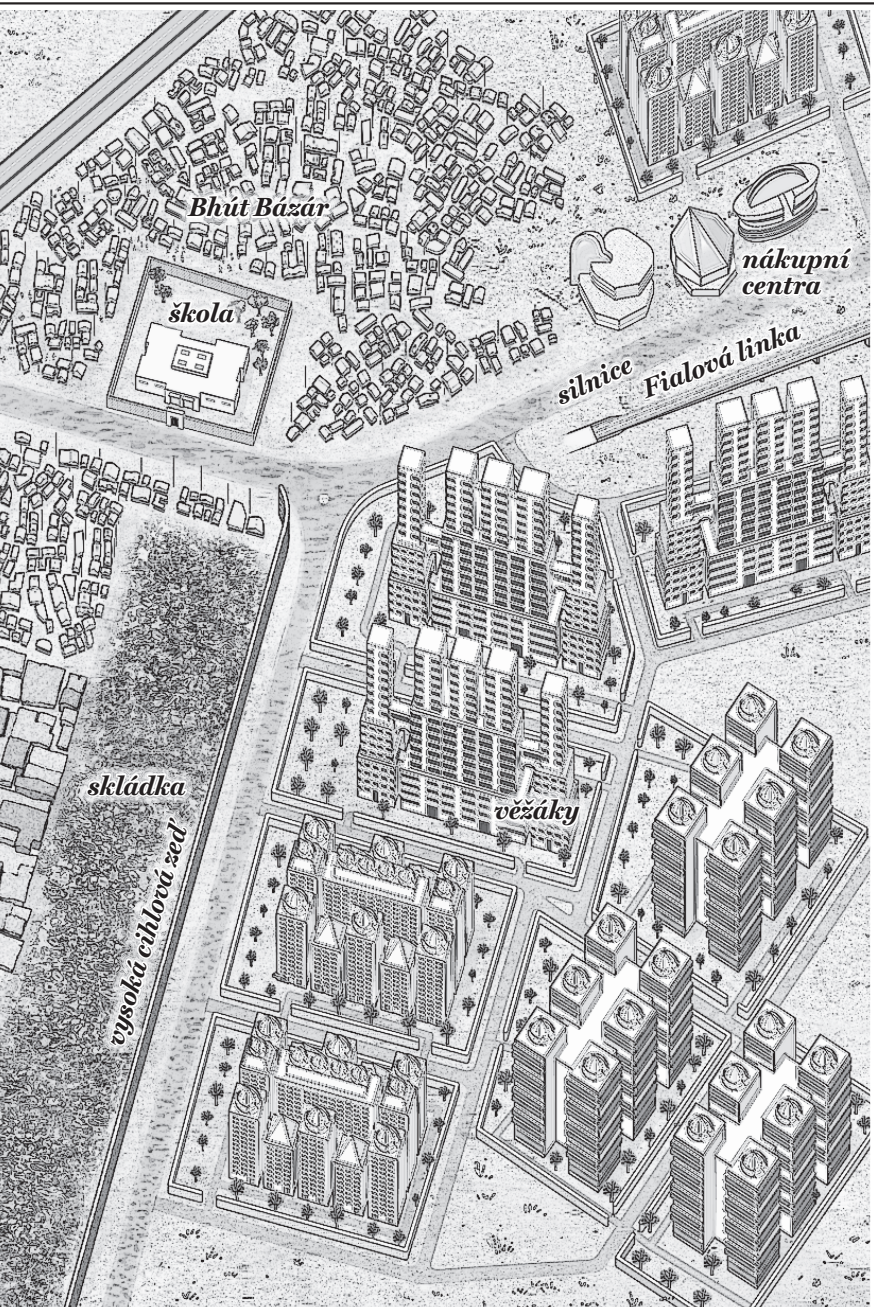 Bhút Bázár
nákupní
centra
škola
silnice
Fialová linka
skládka
věžáky
vysoká cihlová zeď